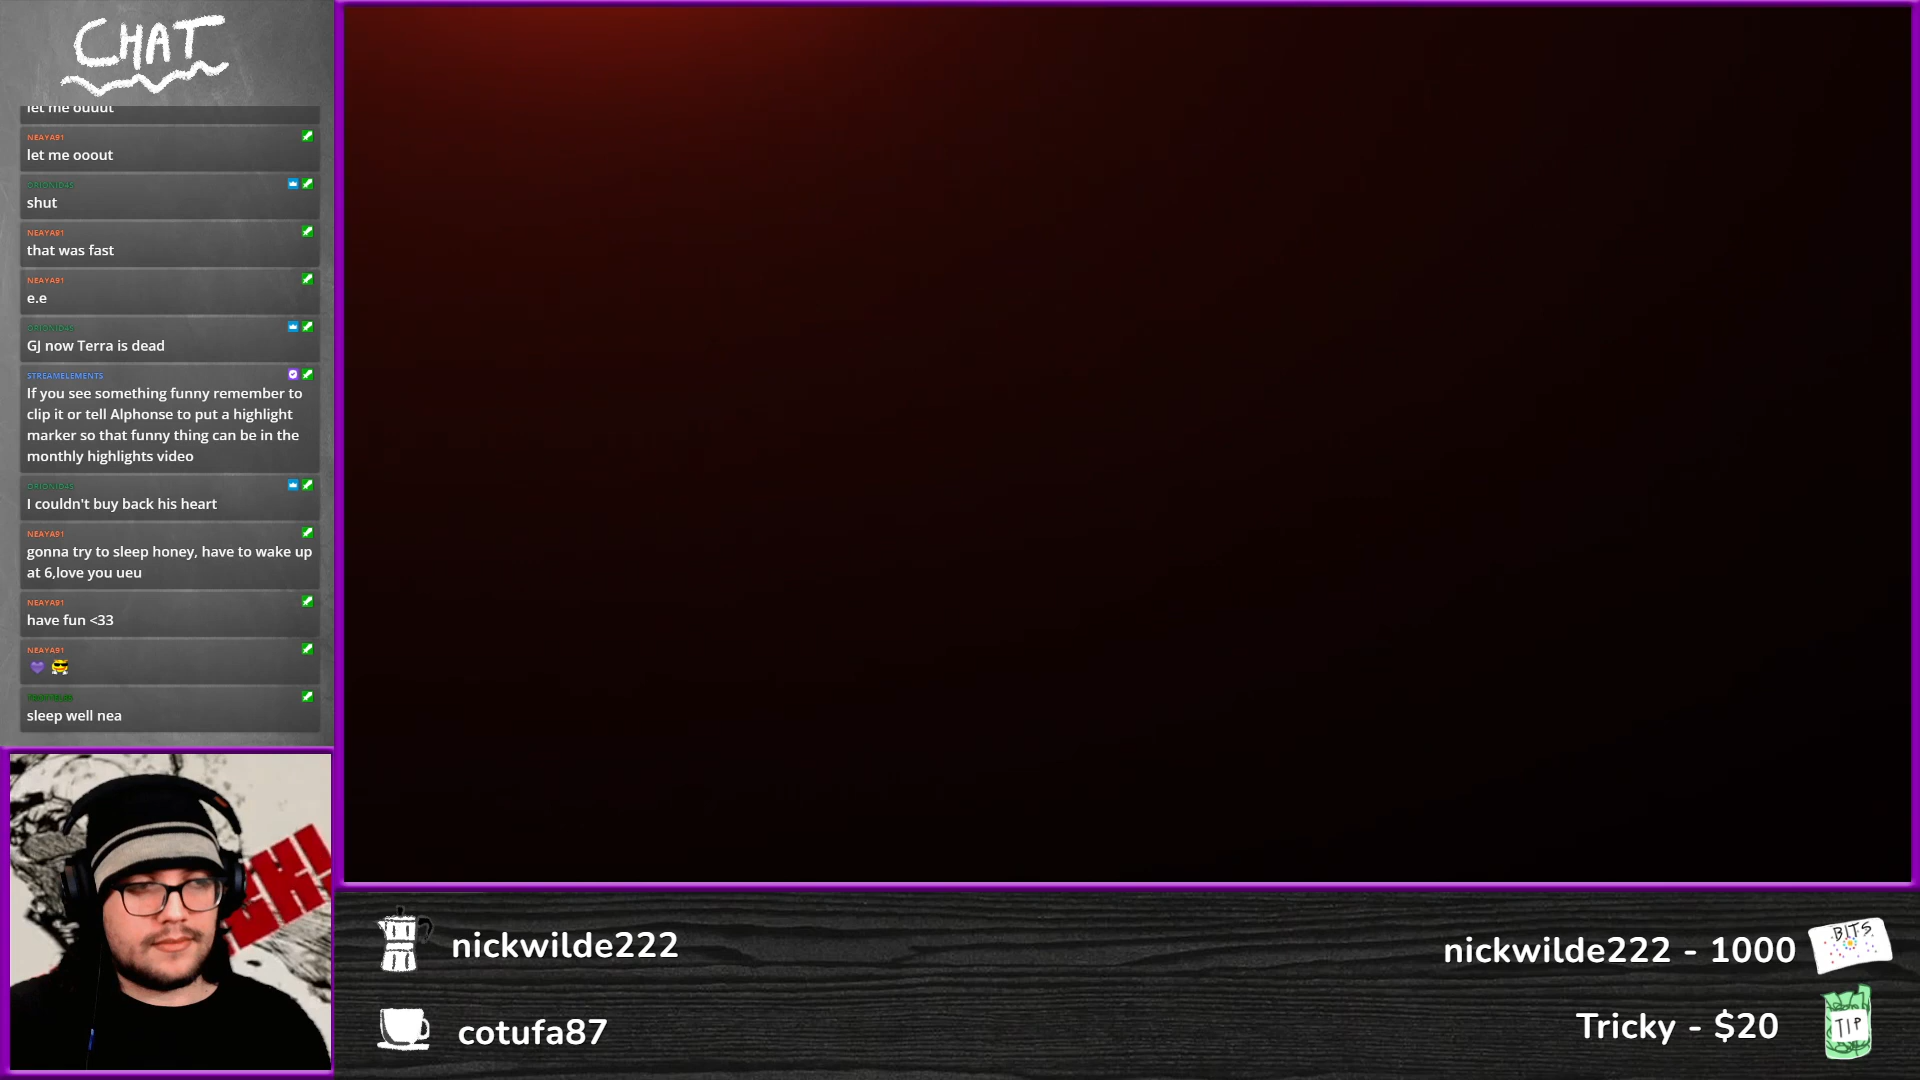 CHAT
let me ouuut
NEAYA91
let me ooout
shut
NEAYA91
that was fast
NEAYA91
e.e
GJ now Terra is dead
STREAMELEMENTS
If you see something funny remember to
clip it or tell Alphonse to put a highlight
marker so that funny thing can be in the
monthly highlights video
I couldn't buy back his heart
NEAYA91
gonna try to sleep honey, have to wake up
at 6,love you ueu
NEAYA91
have fun <33
NEAYA91
sleep well nea
nickwilde222
nickwilde222 - 1000
BITS
cotufa87
Tricky - $20
TIP